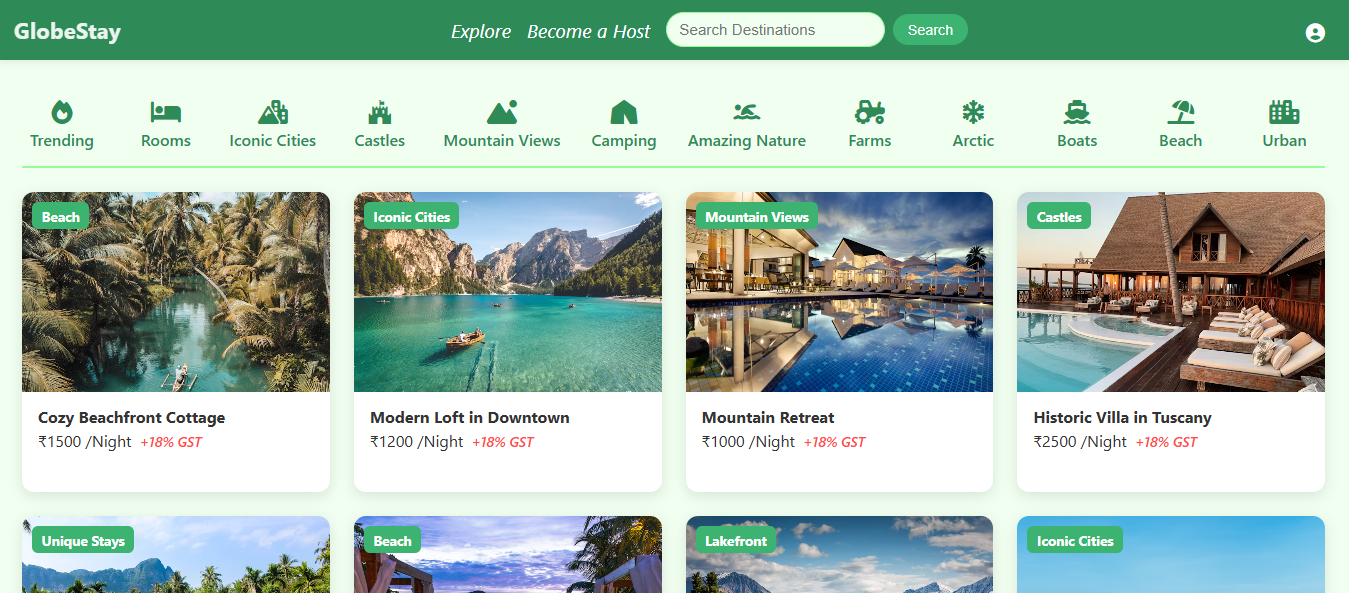 GlobeStay
Explore Become a Host Search Destinations Search
Trending Rooms Iconic Cities Castles Mountain Views Camping Amazing Nature Farms Arctic Boats Beach Urban
Beach Iconic Cities Mountain Views Castles
Cozy Beachfront Cottage
₹1500 /Night +18% GST
Modern Loft in Downtown
₹1200 /Night +18% GST
Mountain Retreat
₹1000 /Night +18% GST
Historic Villa in Tuscany
₹2500 /Night +18% GST
Unique Stays Beach Lakefront Iconic Cities